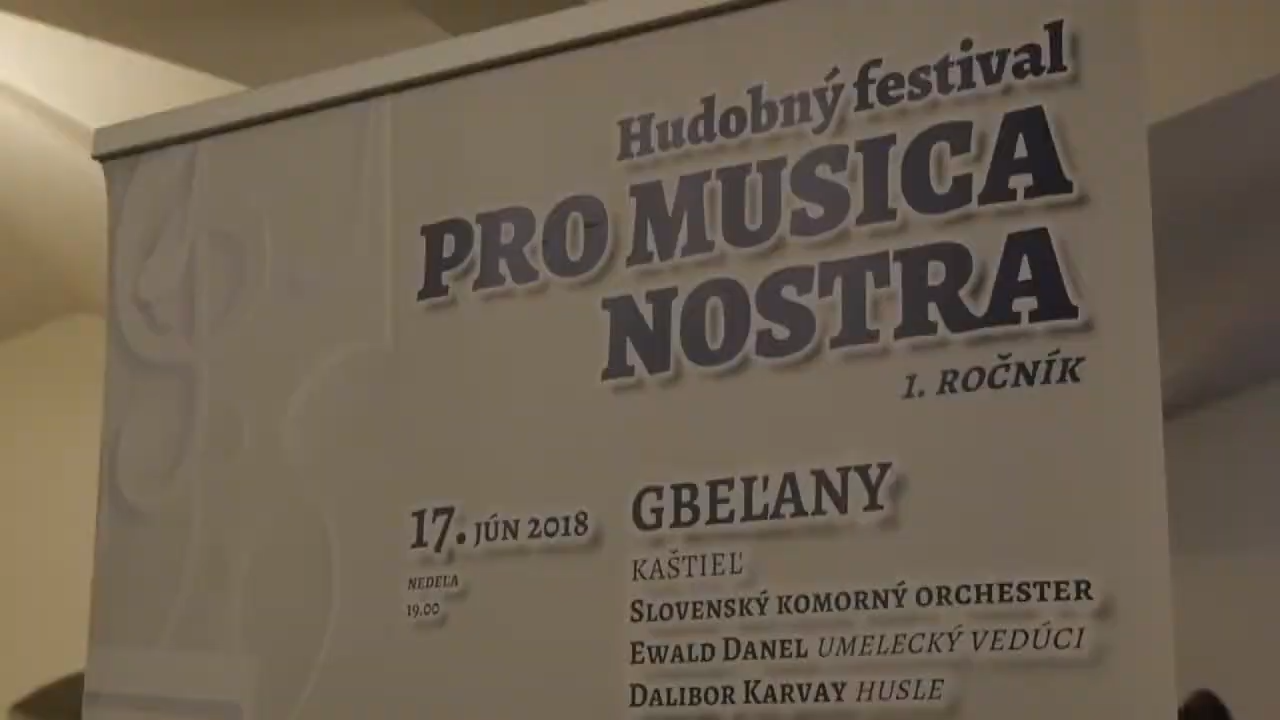 Hudobný festival
PRO MUSICA
NOSTRA
1. ROČNÍK
17. JÚN 2018
NEDEĽA
19.00
GBEĽANY
KAŠTIEĽ
SLOVENSKÝ KOMORNÝ ORCHESTER
EWALD DANEL UMELECKÝ VEDÚCI
DALIBOR KARVAY HUSLE